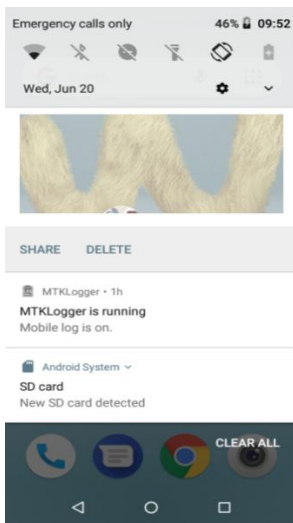 Emergency calls only 46% 09:52
Wed, Jun 20
SHARE DELETE
MTKLogger • 1h
MTKLogger is running
Mobile log is on.
Android System
SD card
New SD card detected
CLEAR ALL